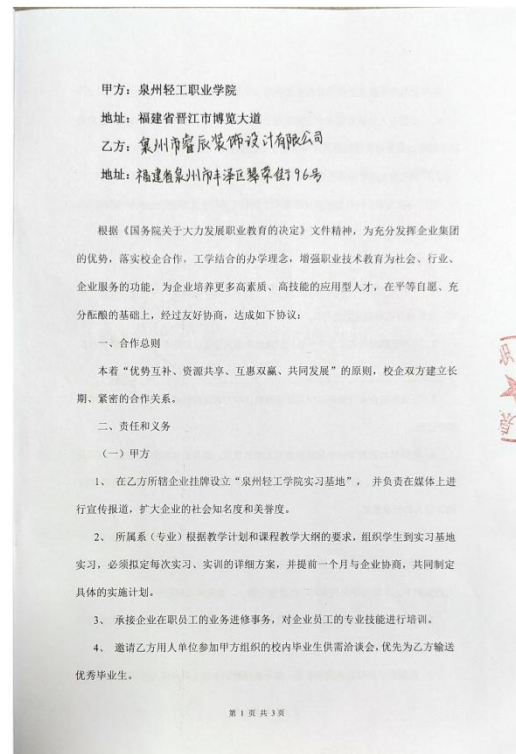 甲方：泉州轻工职业学院
地址：福建省晋江市博览大道
乙方：泉州市睿辰装饰设计有限公司
地址：福建省泉州市丰泽区翠荣街96号
根据《国务院关于大力发展职业教育的决定》文件精神，为充分发挥企业集团
的优势，落实校企合作，工学结合的办学理念，增强职业技术教育为社会、行业、
企业服务的功能，为企业培养更多高素质、高技能的应用型人才，在平等自愿、充
分酝酿的基础上，经过友好协商，达成如下协议：
一、合作总则
本着“优势互补、资源共享、互惠双赢、共同发展”的原则，校企双方建立长
期、紧密的合作关系。
二、责任和义务
（一）甲方
1、 在乙方所辖企业挂牌设立“泉州轻工学院实习基地”， 并负责在媒体上进
行宣传报道，扩大企业的社会知名度和美誉度。
2、 所属系（专业）根据教学计划和课程教学大纲的要求，组织学生到实习基地
实习，必须拟定每次实习、实训的详细方案，并提前一个月与企业协商，共同制定
具体的实施计划。
3、 承接企业在职员工的业务进修事务，对企业员工的专业技能进行培训。
4、 邀请乙方用人单位参加甲方组织的校内毕业生供需洽谈会，优先为乙方输送
优秀毕业生。
第 1 页 共 3 页